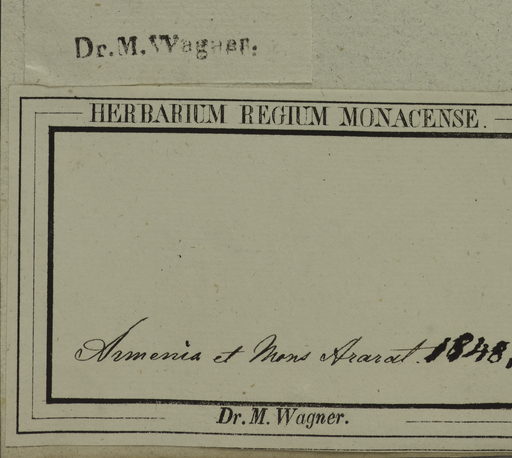 Dr. M. Wagner.
HERBARIUM REGIUM MONACENSE.
Armenia et Mons Ararat. 1848,
Dr. M. Wagner.